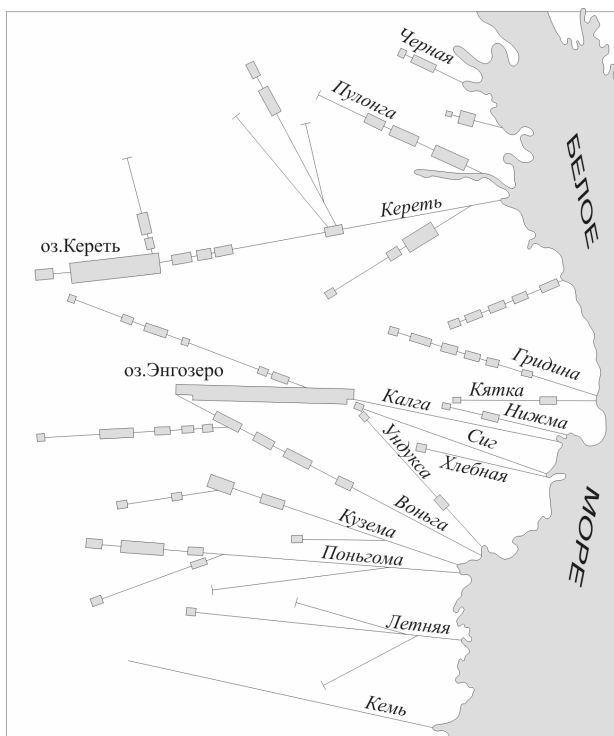 Черная
Пулонга
БЕЛОЕ
Кереть
оз.Кереть
Гридина
оз.Энгозеро
Кятка
Калга
Нижма
Сиг
Ундукса
Хлебная
Воньга
МОРЕ
Кузема
Поньгома
Летняя
Кемь